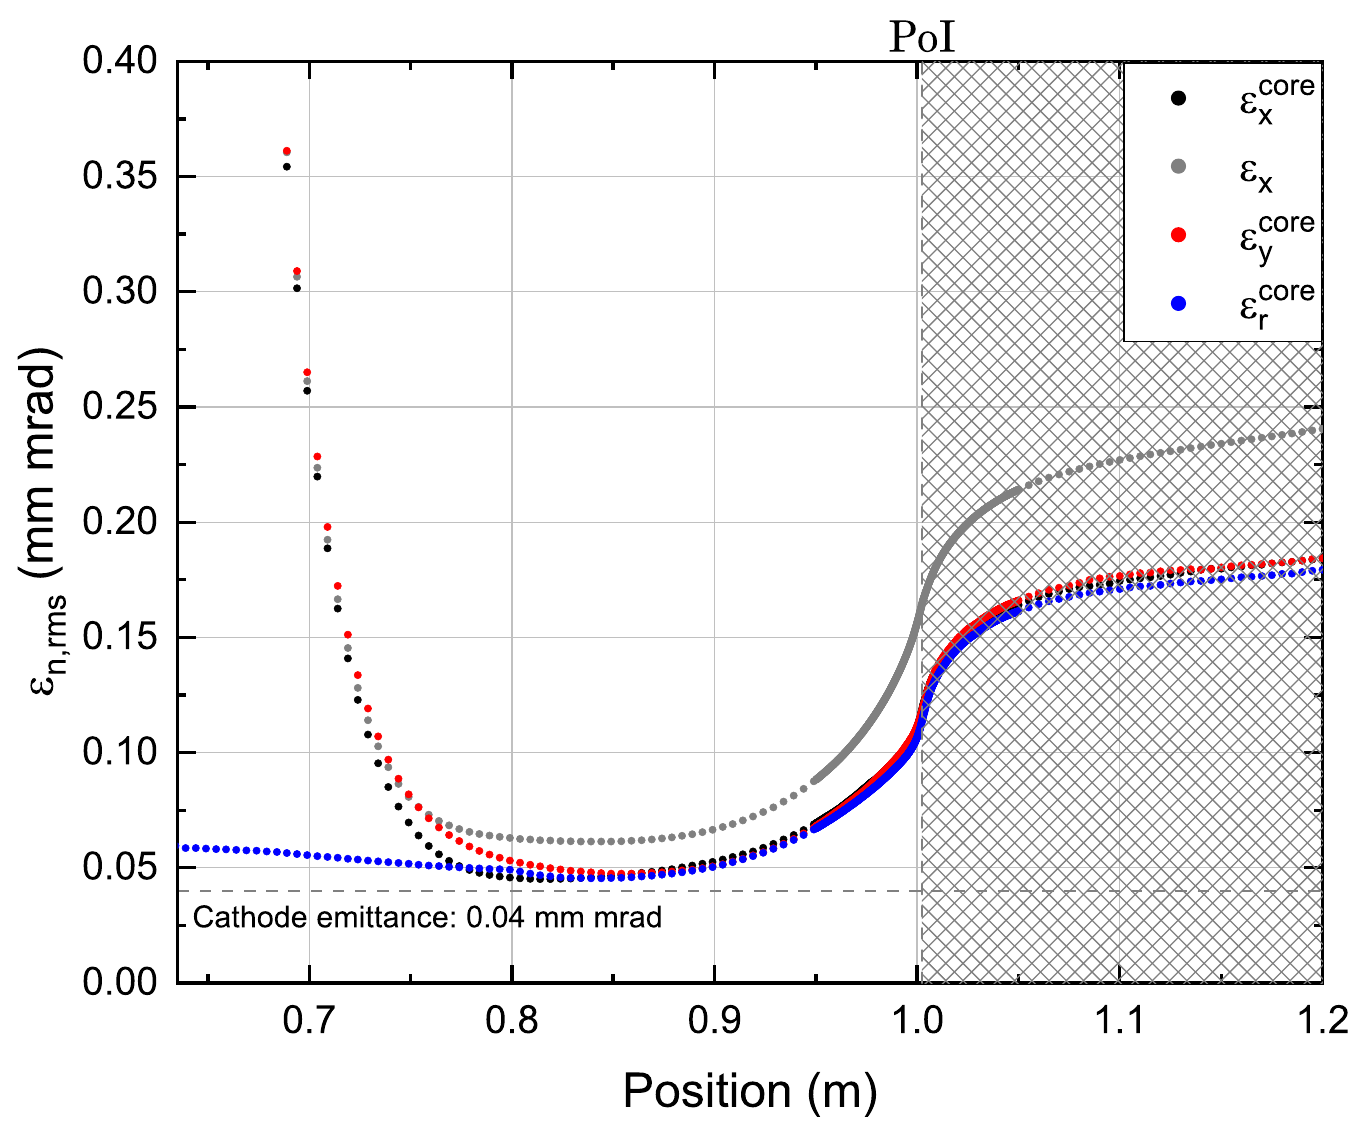 PoI
0.40
0.35
0.30
0.25
0.20
0.15
0.10
0.05
0.00
εn,rms (mm mrad)
εxcore
εx
εycore
εrcore
Cathode emittance: 0.04 mm mrad
0.7 0.8 0.9 1.0 1.1 1.2
Position (m)